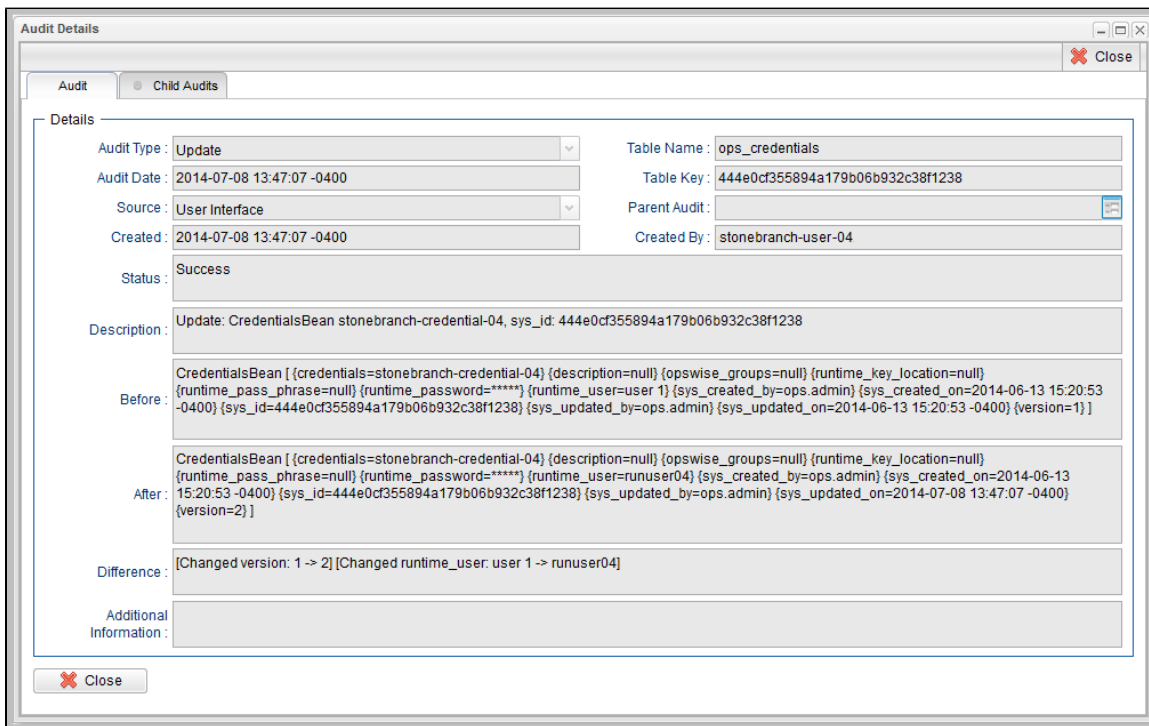 Audit Details
Close
Audit
Child Audits
Details
Audit Type : Update
Table Name : ops_credentials
Audit Date : 2014-07-08 13:47:07 -0400
Table Key : 444e0cf355894a179b06b932c38f1238
Source : User Interface
Parent Audit :
Created : 2014-07-08 13:47:07 -0400
Created By : stonebranch-user-04
Status : Success
Description : Update: CredentialsBean stonebranch-credential-04, sys_id: 444e0cf355894a179b06b932c38f1238
Before :
CredentialsBean [ {credentials=stonebranch-credential-04} {description=null} {opswise_groups=null} {runtime_key_location=null}
{runtime_pass_phrase=null} {runtime_password=*****} {runtime_user=user 1} {sys_created_by=ops.admin} {sys_created_on=2014-06-13 15:20:53
-0400} {sys_id=444e0cf355894a179b06b932c38f1238} {sys_updated_by=ops.admin} {sys_updated_on=2014-06-13 15:20:53 -0400} {version=1} ]
After :
CredentialsBean [ {credentials=stonebranch-credential-04} {description=null} {opswise_groups=null} {runtime_key_location=null}
{runtime_pass_phrase=null} {runtime_password=*****} {runtime_user=runuser04} {sys_created_by=ops.admin} {sys_created_on=2014-06-13
15:20:53 -0400} {sys_id=444e0cf355894a179b06b932c38f1238} {sys_updated_by=ops.admin} {sys_updated_on=2014-07-08 13:47:07 -0400}
{version=2} ]
Difference : [Changed version: 1 -> 2] [Changed runtime_user: user 1 -> runuser04]
Additional
Information :
Close